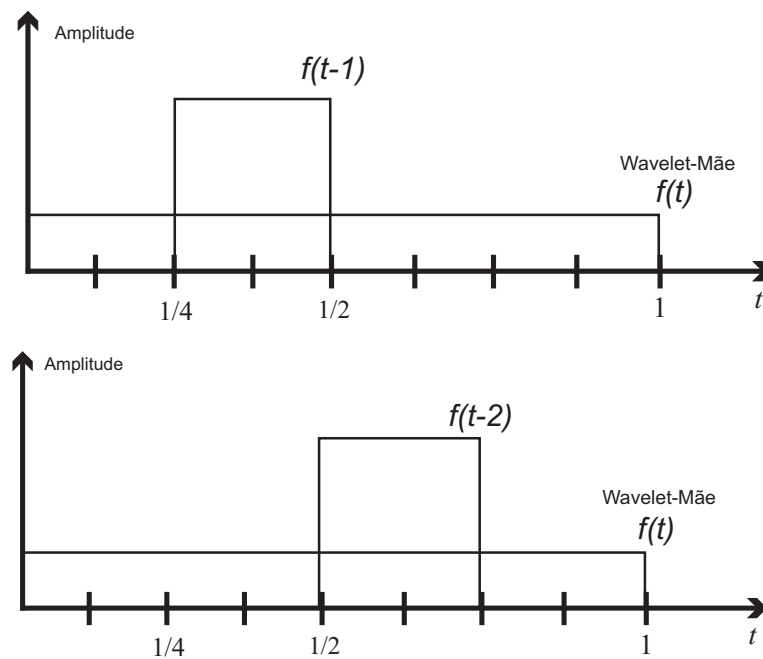 Amplitude
f(t-1)
Wavelet-Mãe
f(t)
1/4 1/2 1 t
Amplitude
f(t-2)
Wavelet-Mãe
f(t)
1/4 1/2 1 t